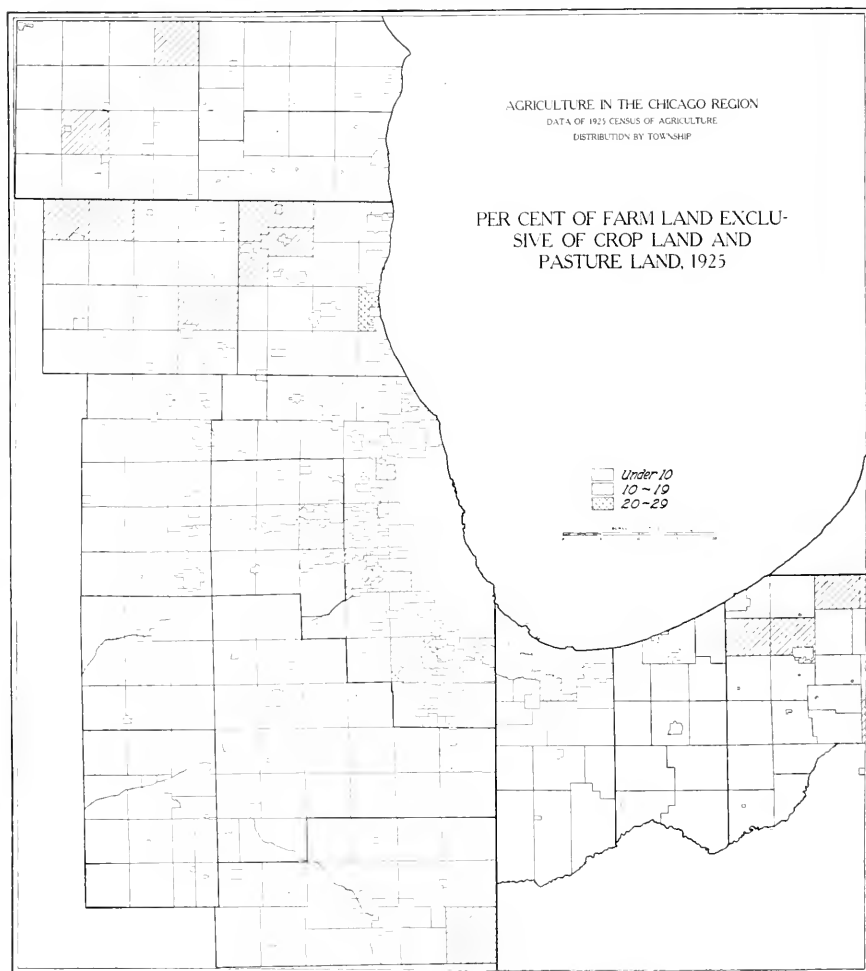 AGRICULTURE IN THE CHICAGO REGION
DATA OF 1925 CENSUS OF AGRICULTURE
DISTRIBUTION BY TOWNSHIP
PER CENT OF FARM LAND EXCLU-
SIVE OF CROP LAND AND
PASTURE LAND, 1925
Under 10
10-19
20-29